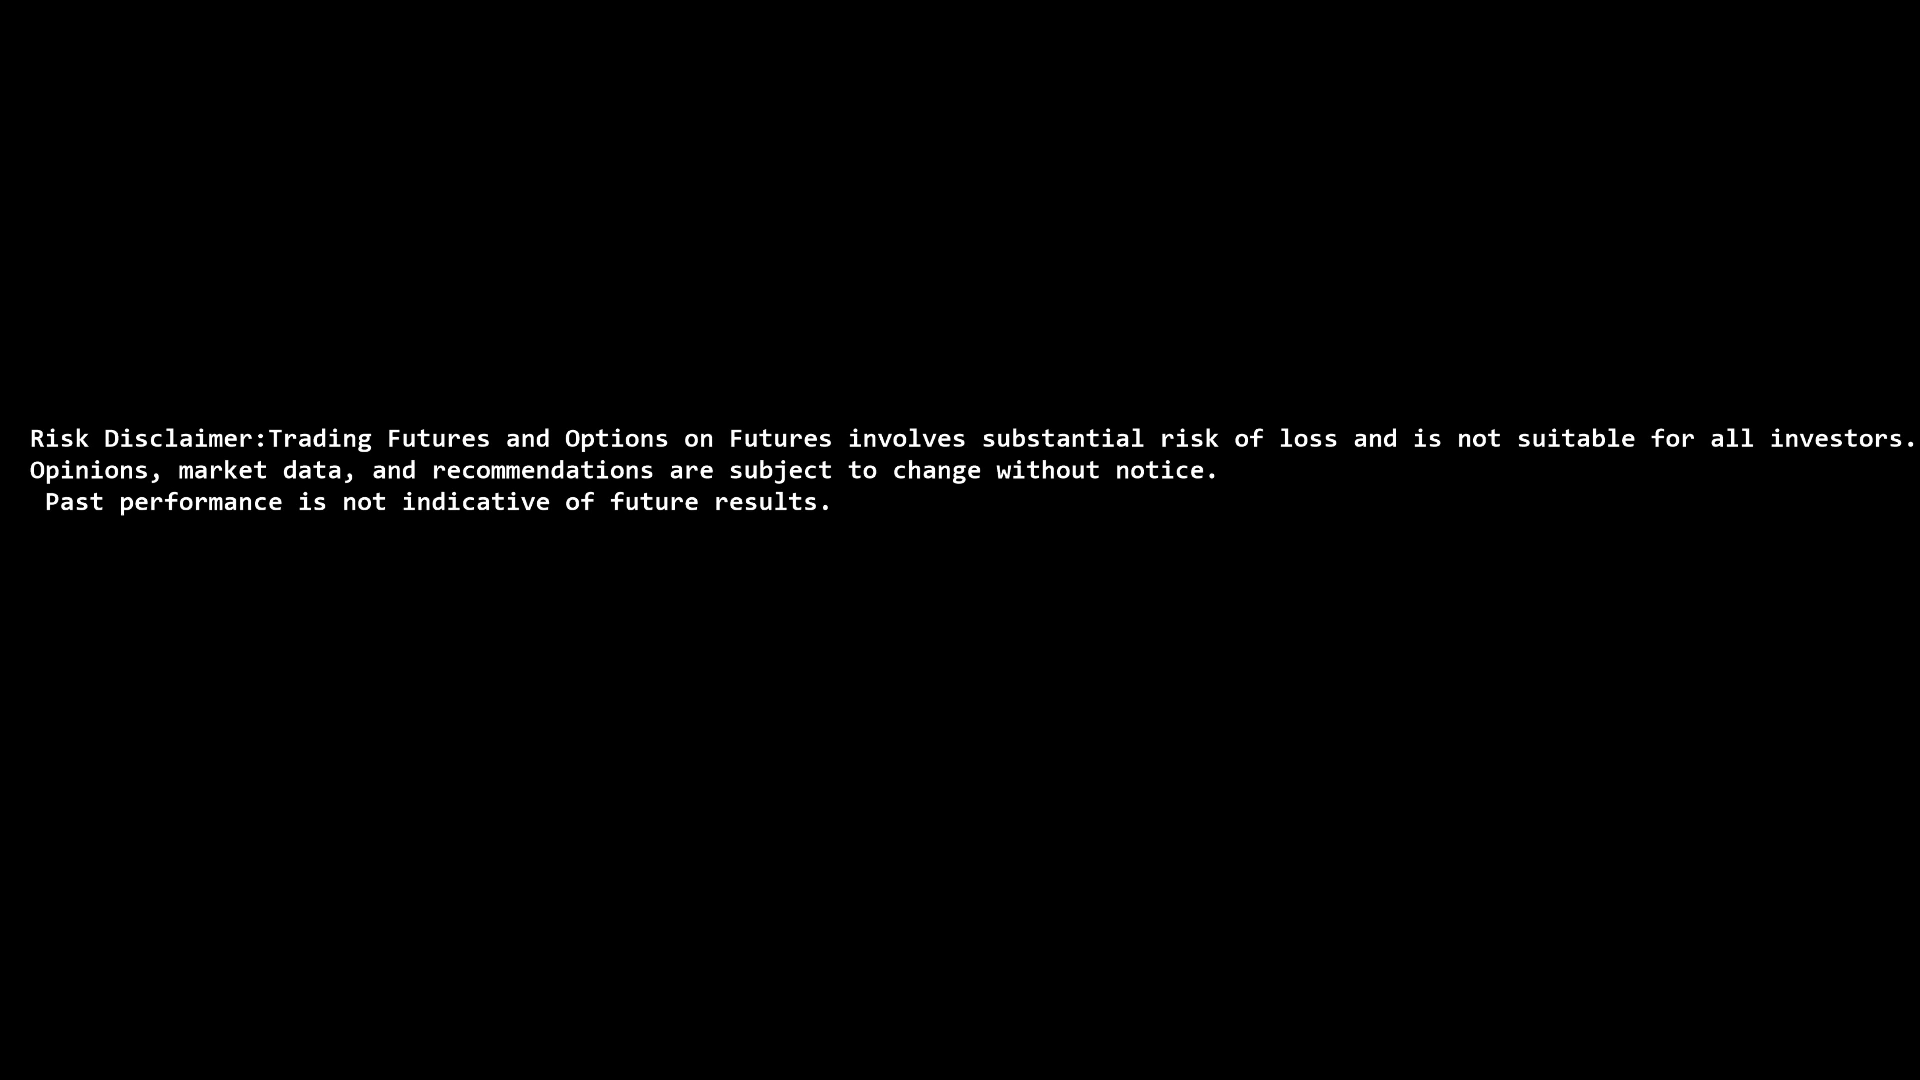 Risk Disclaimer:Trading Futures and Options on Futures involves substantial risk of loss and is not suitable for all investors.
Opinions, market data, and recommendations are subject to change without notice.
Past performance is not indicative of future results.